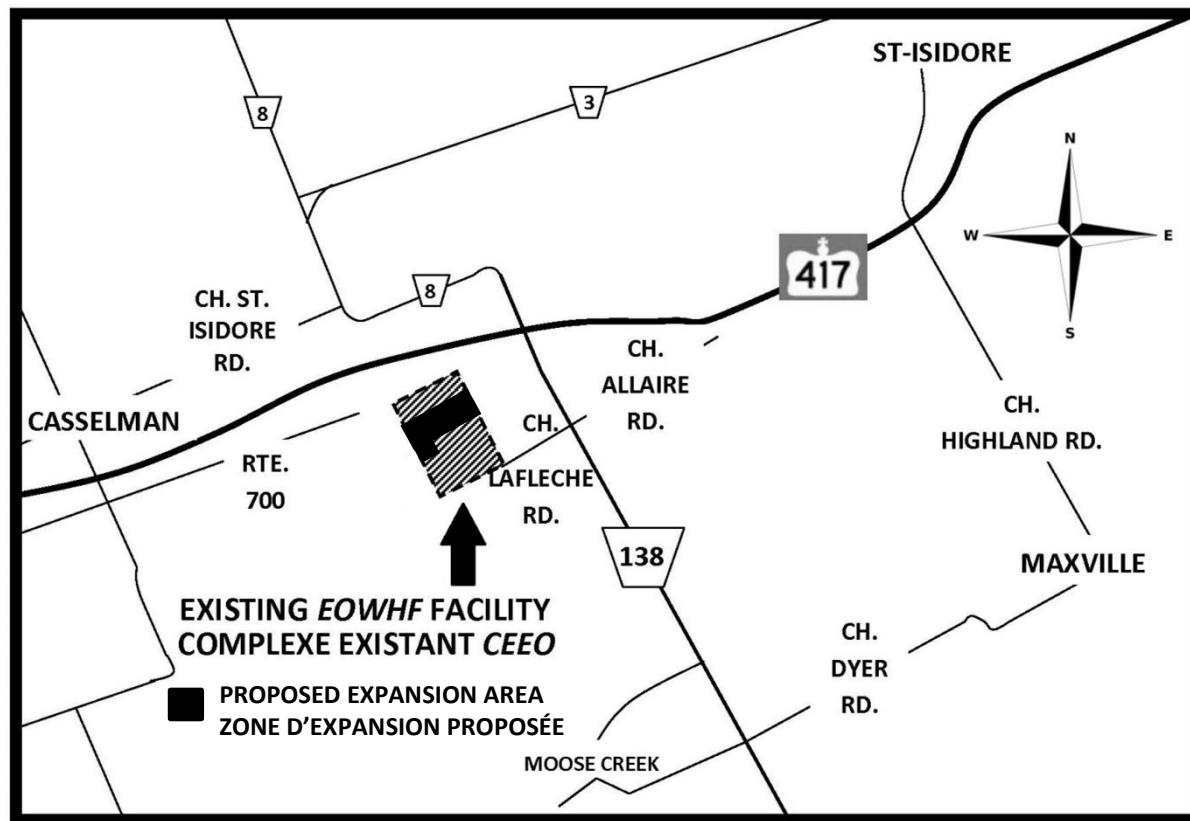 ST-ISIDORE
8
3
N
W
E
S
417
8
CH. ST.
ISIDORE
RD.
CH.
ALLAIRE
RD.
CASSELMAN
CH.
LAFLECHE
RD.
CH.
HIGHLAND RD.
RTE.
700
138
MAXVILLE
EXISTING EOWHF FACILITY
COMPLEXE EXISTANT CEEO
PROPOSED EXPANSION AREA
ZONE D'EXPANSION PROPOSÉE
CH.
DYER
RD.
MOOSE CREEK